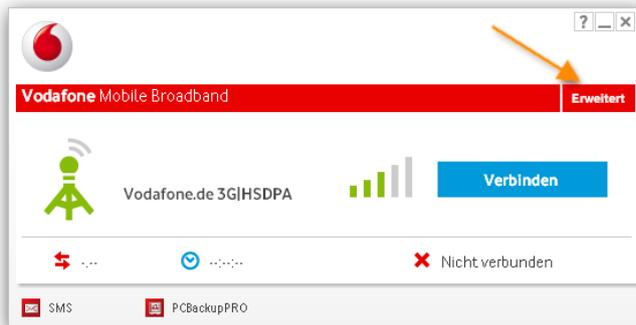 ? _ X
Vodafone Mobile Broadband
Erweitert
Vodafone.de 3G|HSDPA
Verbinden
-.--
--:--:--
Nicht verbunden
SMS
PCBackupPRO